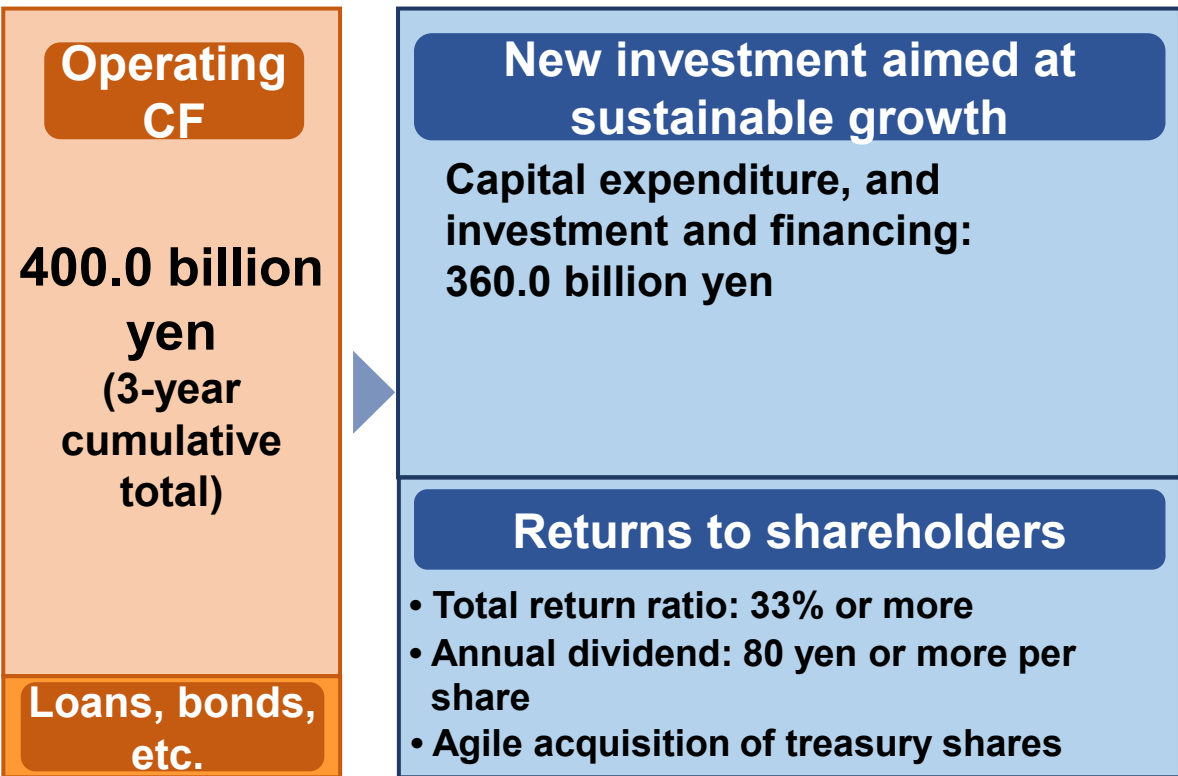 Operating
CF
400.0 billion
yen
(3-year
cumulative
total)
Loans, bonds,
etc.
New investment aimed at
sustainable growth
Capital expenditure, and
investment and financing:
360.0 billion yen
Returns to shareholders
• Total return ratio: 33% or more
• Annual dividend: 80 yen or more per
share
• Agile acquisition of treasury shares